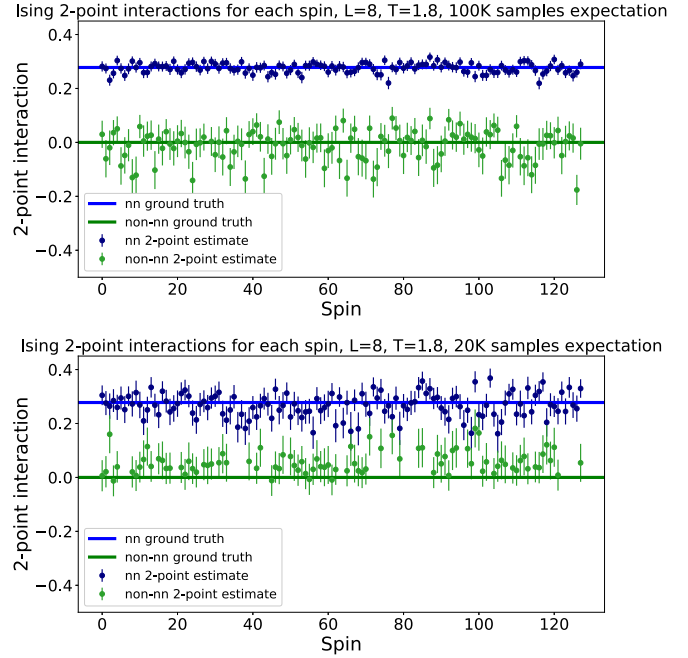 Ising 2-point interactions for each spin, L=8, T=1.8, 100K samples expectation
0.4
0.2
0.0
−0.2
−0.4
2-point interaction
nn ground truth
non-nn ground truth
nn 2-point estimate
non-nn 2-point estimate
0 20 40 60 80 100 120
Spin
Ising 2-point interactions for each spin, L=8, T=1.8, 20K samples expectation
0.4
0.2
0.0
−0.2
−0.4
2-point interaction
nn ground truth
non-nn ground truth
nn 2-point estimate
non-nn 2-point estimate
0 20 40 60 80 100 120
Spin